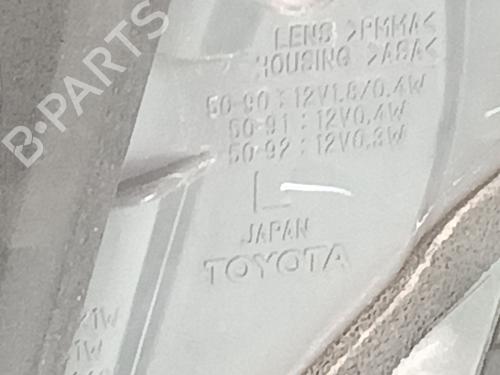 B-PARTS
LENS >PMMA<
HOUSING >ASA<
50-90 : 12V1.8/0.4W
50-91 : 12V0.4W
50-92 : 12V0.3W
L
JAPAN
TOYOTA